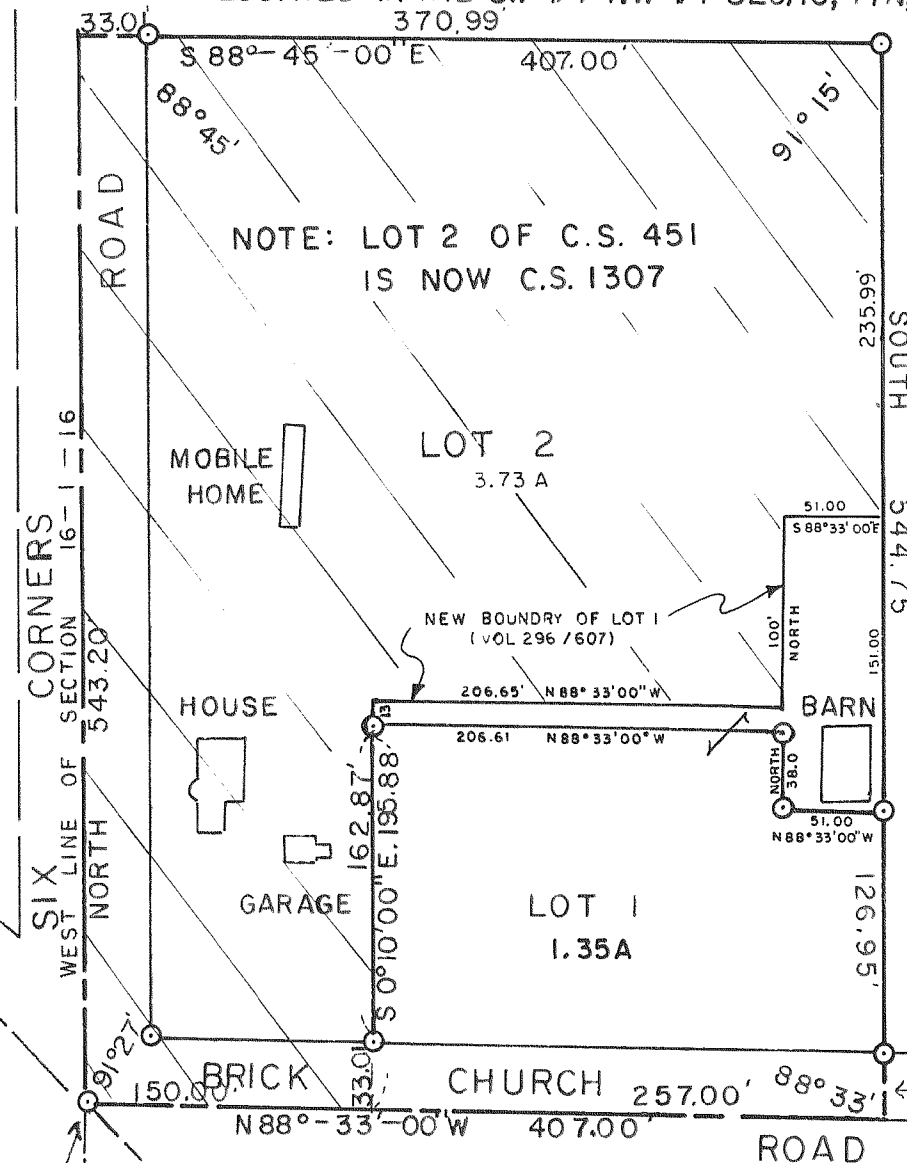 370.99'
33.01'
S 88°-45'-00" E 407.00'
88°45'
91°15'
ROAD
NOTE: LOT 2 OF C.S. 451
IS NOW C.S. 1307
235.99'
SOUTH 544.75
MOBILE
HOME
LOT 2
3.73 A
51.00
S 88°33'00"E
SIX CORNERS
WEST LINE OF SECTION 16-1-16
NORTH 543.20
NEW BOUNDRY OF LOT I
(VOL 296/607)
100'
NORTH
151.00
206.65' N 88° 33'00" W
13
206.61 N 88°33'00" W
BARN
HOUSE
NORTH
38.0
51.00
N 88°33'00"W
162.87'
S 0°10'00" E. 195.88'
GARAGE
LOT I
1.35A
126.95'
91°27'
BRICK CHURCH
ROAD
33.01
150.00'
257.00'
88° 33'
N 88°-33'-00" W 407.00'